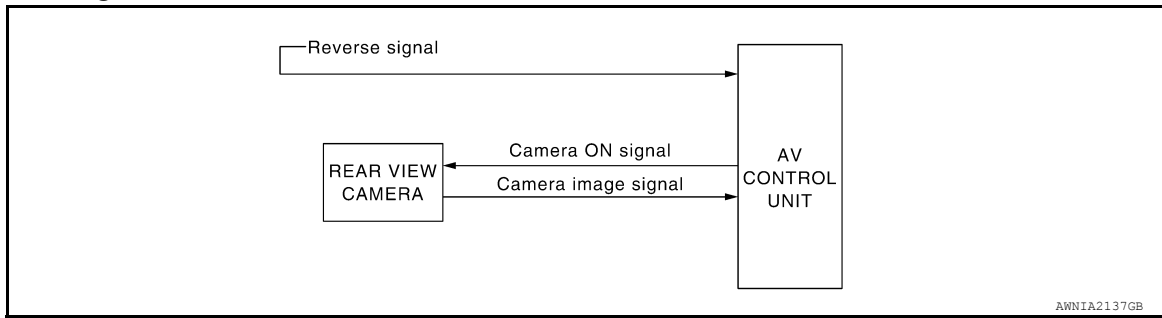 Reverse signal
Camera ON signal
REAR VIEW
CAMERA
Camera image signal
AV
CONTROL
UNIT
AWNIA2137GB